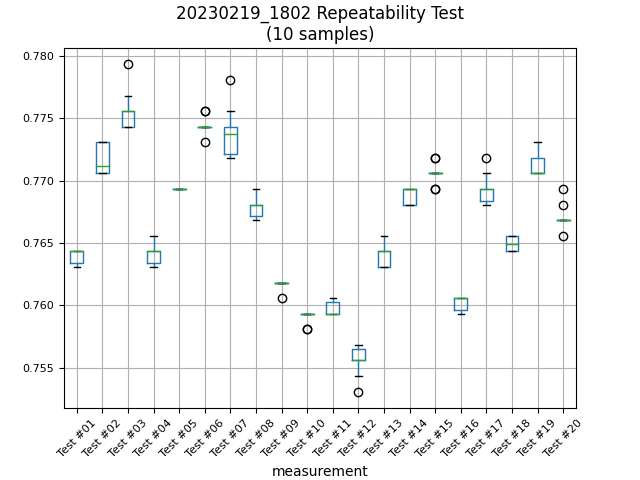 20230219_1802 Repeatability Test
(10 samples)
0.780
0.775
0.770
0.765
0.760
0.755
Test #01
Test #02
Test #03
Test #04
Test #05
Test #06
Test #07
Test #08
Test #09
Test #10
Test #11
Test #12
Test #13
Test #14
Test #15
Test #16
Test #17
Test #18
Test #19
Test #20
measurement